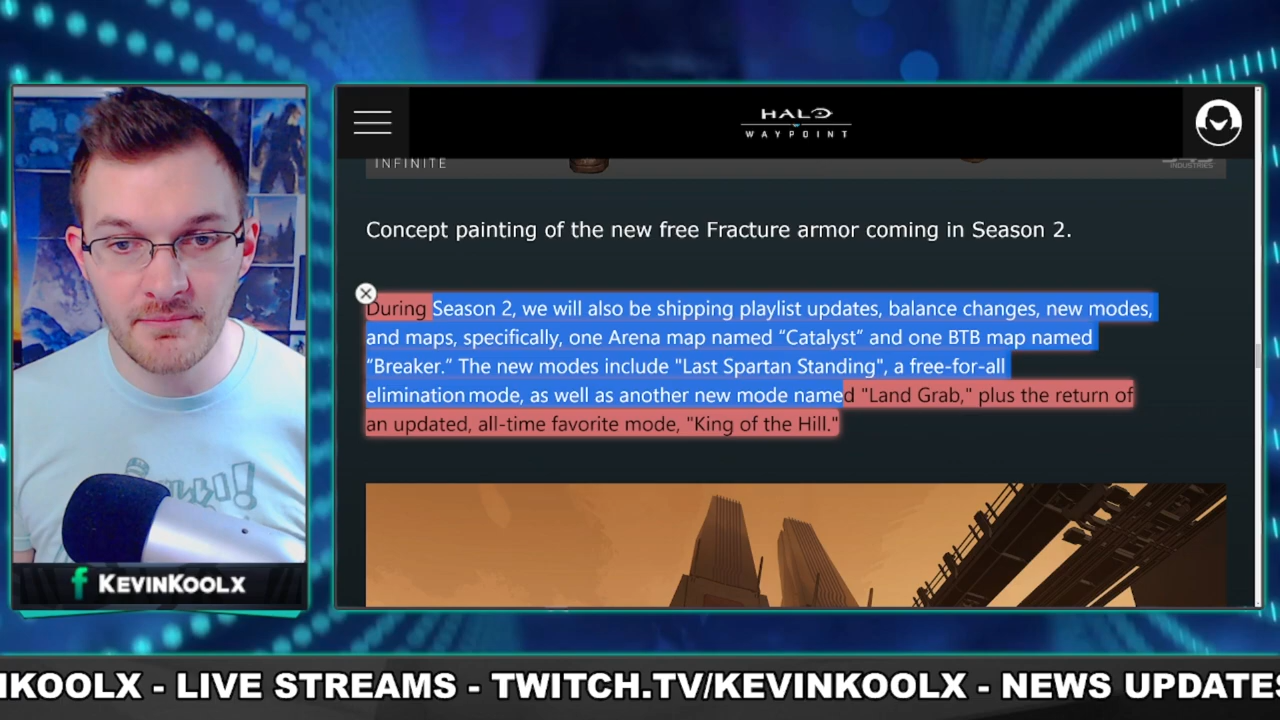 HALO
WAYPOINT
INFINITE
343
INDUSTRIES
Concept painting of the new free Fracture armor coming in Season 2.
During Season 2, we will also be shipping playlist updates, balance changes, new modes,
and maps, specifically, one Arena map named “Catalyst” and one BTB map named
“Breaker.” The new modes include "Last Spartan Standing", a free-for-all
elimination mode, as well as another new mode named "Land Grab," plus the return of
an updated, all-time favorite mode, "King of the Hill."
f KEVINKOOLX
NKOOLX - LIVE STREAMS - TWITCH.TV/KEVINKOOLX - NEWS UPDATES